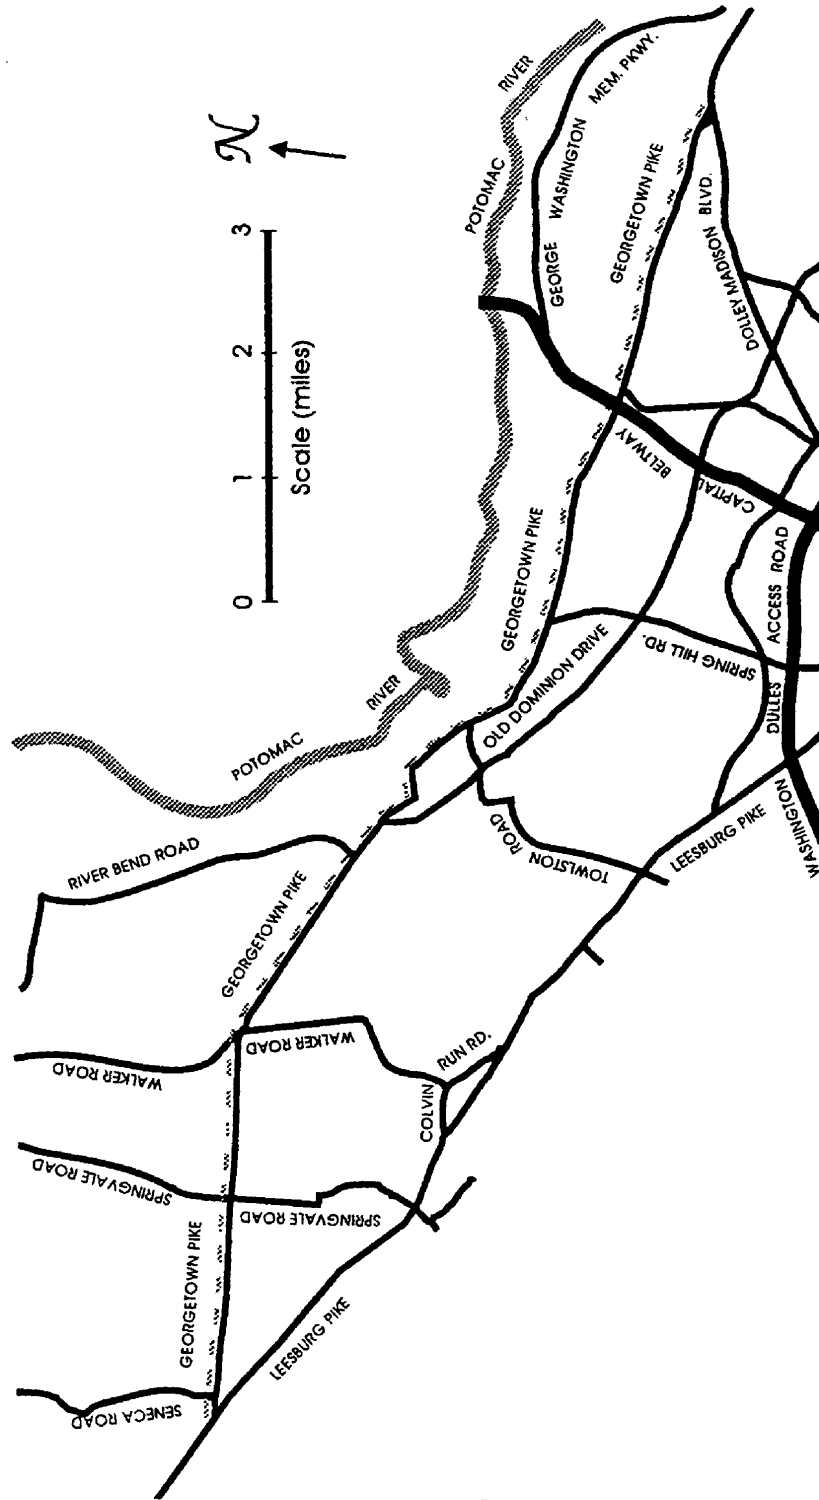 N
0 1 2 3
Scale (miles)
POTOMAC
RIVER
POTOMAC
RIVER
GEORGE WASHINGTON MEM. PKWY.
GEORGETOWN PIKE
DOLLEY MADISON BLVD.
CAPITAL BELTWAY
GEORGETOWN PIKE
OLD DOMINION DRIVE
SPRING HILL RD.
DULLES ACCESS ROAD
WASHINGTON
LEESBURG PIKE
TOWLSTON ROAD
RIVER BEND ROAD
GEORGETOWN PIKE
WALKER ROAD
WALKER ROAD
COLVIN RUN RD.
SPRINGVALE ROAD
SPRINGVALE ROAD
GEORGETOWN PIKE
LEESBURG PIKE
SENECA ROAD